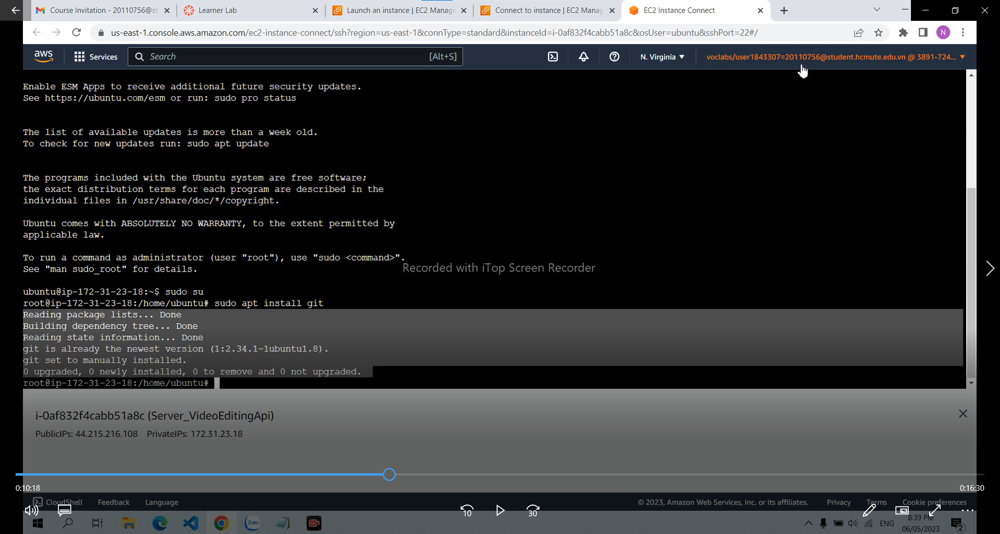 Course Invitation - 20110756@st
Learner Lab
Launch an instance | EC2 Manage
Connect to instance | EC2 Manag
EC2 Instance Connect
us-east-1.console.aws.amazon.com/ec2-instance-connect/ssh?region=us-east-1&connType=standard&instanceId=i-0af832f4cabb51a8c&osUser=ubuntu&sshPort=22#/
N
aws
Services
Search
[Alt+S]
N. Virginia
voclabs/user1843307=20110756@student.hcmute.edu.vn @ 3891-724...
Enable ESM Apps to receive additional future security updates.
See https://ubuntu.com/esm or run: sudo pro status
The list of available updates is more than a week old.
To check for new updates run: sudo apt update
The programs included with the Ubuntu system are free software;
the exact distribution terms for each program are described in the
individual files in /usr/share/doc/*/copyright.
Ubuntu comes with ABSOLUTELY NO WARRANTY, to the extent permitted by
applicable law.
To run a command as administrator (user "root"), use "sudo <command>".
See "man sudo_root" for details.
Recorded with iTop Screen Recorder
ubuntu@ip-172-31-23-18:~$ sudo su
root@ip-172-31-23-18:/home/ubuntu# sudo apt install git
Reading package lists... Done
Building dependency tree... Done
Reading state information... Done
git is already the newest version (1:2.34.1-1ubuntu1.8).
git set to manually installed.
0 upgraded, 0 newly installed, 0 to remove and 0 not upgraded.
root@ip-172-31-23-18:/home/ubuntu#
i-0af832f4cabb51a8c (Server_VideoEditingApi)
PublicIPs: 44.215.216.108 PrivateIPs: 172.31.23.18
0:10:18
0:16:30
CloudShell
Feedback
Language
© 2023, Amazon Web Services, Inc. or its affiliates.
Privacy
Terms
Cookie preferences
10
30
Zalo
ENG
8:39 PM
06/05/2023
2